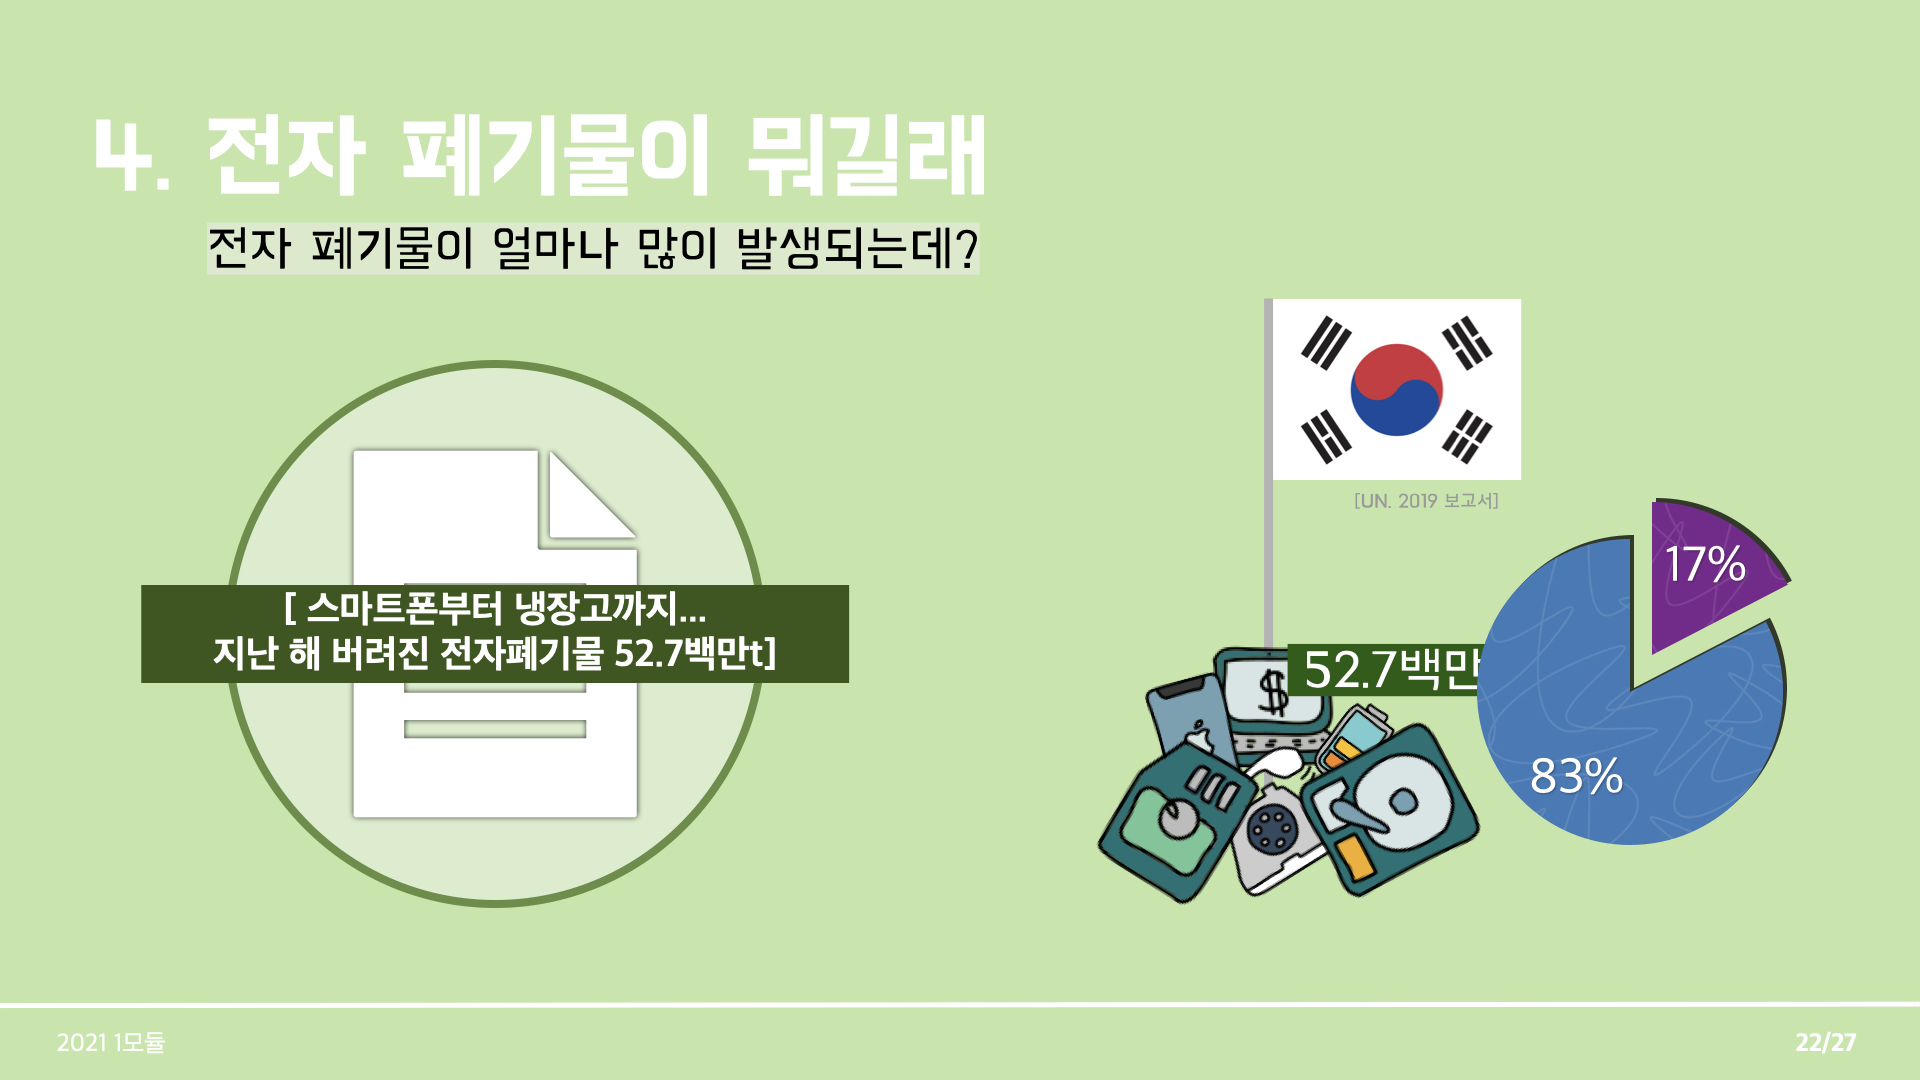 4. 전자 폐기물이 뭐길래
전자 폐기물이 얼마나 많이 발생되는데?
[ 스마트폰부터 냉장고까지...
지난 해 버려진 전자폐기물 52.7백만t]
[UN. 2019 보고서]
17%
$
52.7백만
83%
2021 1모듈
22/27